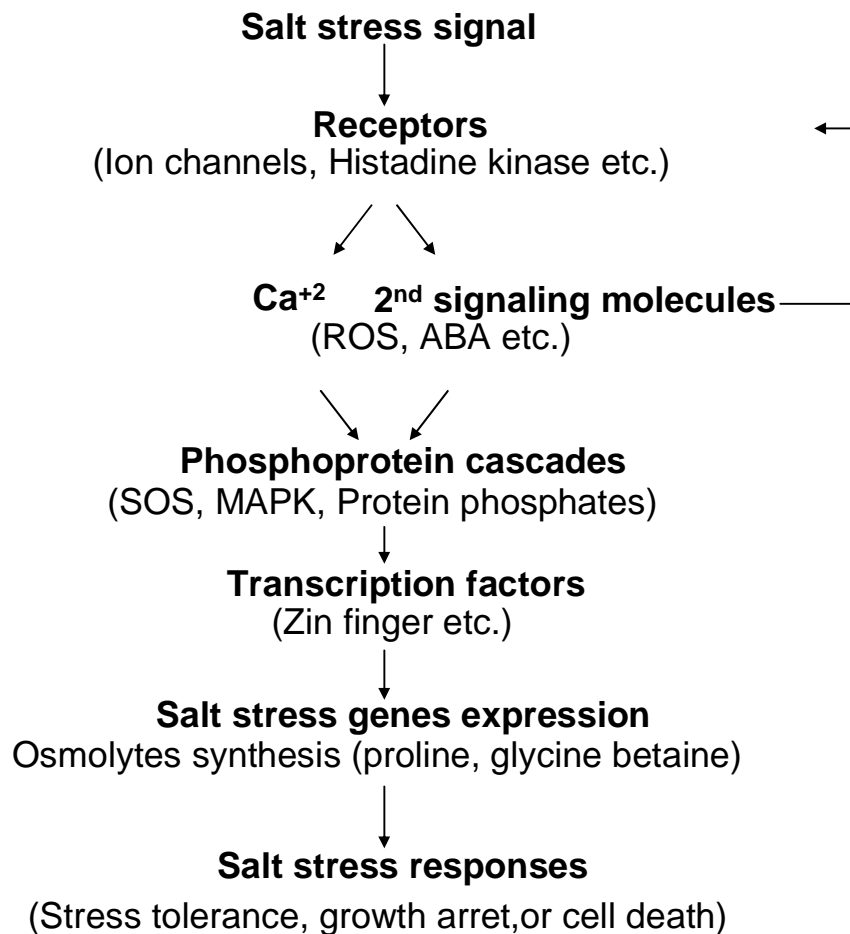 Salt stress signal
Receptors
(Ion channels, Histadine kinase etc.)
Ca⁺² 2ⁿᵈ signaling molecules
(ROS, ABA etc.)
Phosphoprotein cascades
(SOS, MAPK, Protein phosphates)
Transcription factors
(Zin finger etc.)
Salt stress genes expression
Osmolytes synthesis (proline, glycine betaine)
Salt stress responses
(Stress tolerance, growth arret,or cell death)